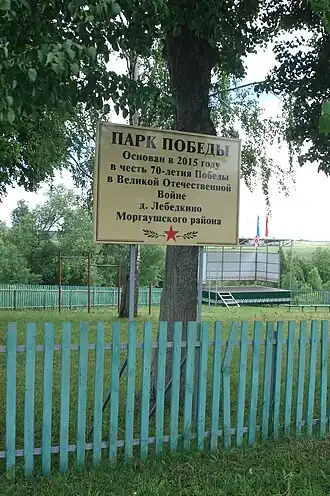 ПАРК ПОБЕДЫ
Основан в 2015 году
в честь 70-летия Победы
в Великой Отечественной
Войне
д. Лебедкино
Моргаушского района